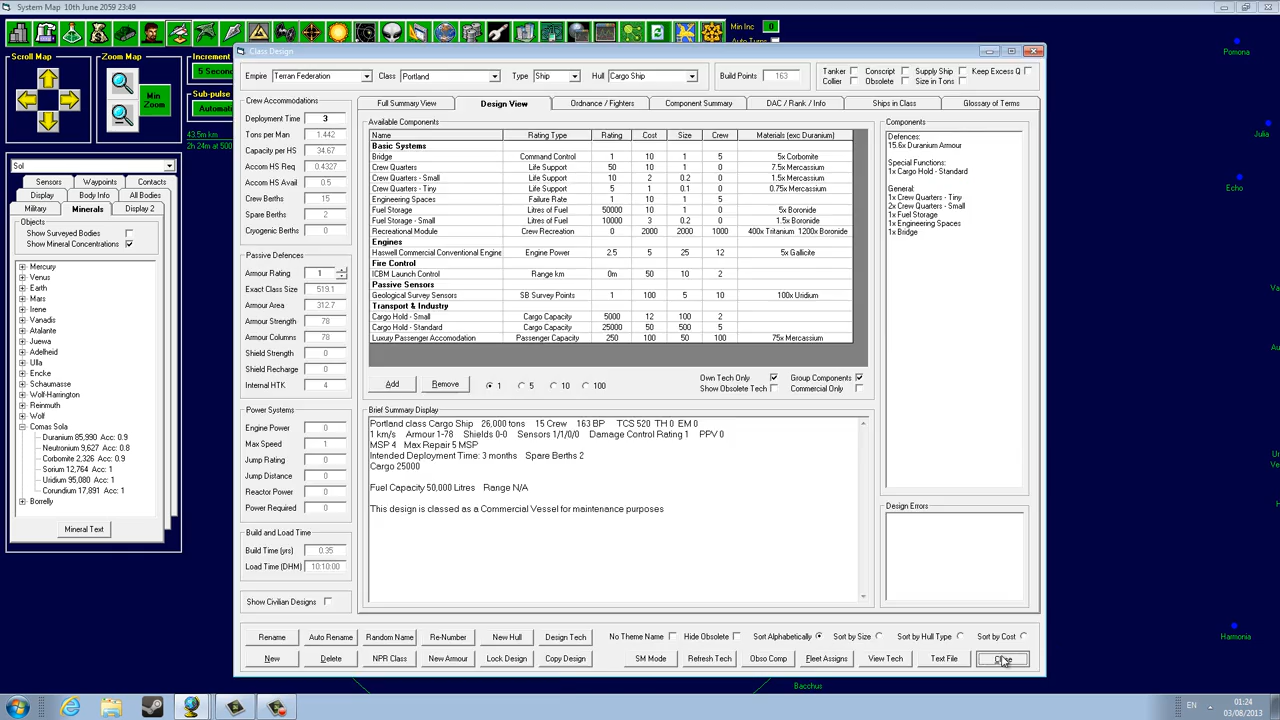 System Map 10th June 2059 23:49
Min Inc 0
Auto Turns
Scroll Map
Zoom Map
Min
Zoom
Increment
5 Second
Sub-pulse
Automat
43.5m km
2h 24m at 500
Sol
Sensors Waypoints Contacts
Display Body Info All Bodies
Military Minerals Display 2
Objects
Show Surveyed Bodies
Show Mineral Concentrations
Mercury
Venus
Earth
Mars
Irene
Vanadis
Atalante
Juewa
Adelheid
Ulla
Encke
Schaumasse
Wolf-Harrington
Reinmuth
Wolf
Comas Sola
Duranium 85,990 Acc: 0.9
Neutronium 9,627 Acc: 0.8
Corbomite 2,326 Acc: 0.9
Sorium 12,764 Acc: 1
Uridium 95,080 Acc: 1
Corundium 17,891 Acc: 1
Borrelly
Mineral Text
Class Design
Empire Terran Federation Class Portland Type Ship Hull Cargo Ship Build Points 163
Tanker Conscript Supply Ship Keep Excess Q
Collier Obsolete Size in Tons
Crew Accommodations
Deployment Time 3
Tons per Man 1.442
Capacity per HS 34.67
Accom HS Req 0.4327
Accom HS Avail 0.5
Crew Berths 15
Spare Berths 2
Cryogenic Berths 0
Passive Defences
Armour Rating 1
Exact Class Size 519.1
Armour Area 312.7
Armour Strength 78
Armour Columns 78
Shield Strength 0
Shield Recharge 0
Internal HTK 4
Power Systems
Engine Power 0
Max Speed 1
Jump Rating 0
Jump Distance 0
Reactor Power 0
Power Required 0
Build and Load Time
Build Time (yrs) 0.35
Load Time (DHM) 10:10:00
Show Civilian Designs
Full Summary View Design View Ordnance / Fighters Component Summary DAC / Rank / Info Ships in Class Glossary of Terms
Available Components
Name Rating Type Rating Cost Size Crew Materials (exc Duranium)
Basic Systems
Bridge Command Control 1 10 1 5 5x Corbomite
Crew Quarters Life Support 50 10 1 0 7.5x Mercassium
Crew Quarters - Small Life Support 10 2 0.2 0 1.5x Mercassium
Crew Quarters - Tiny Life Support 5 1 0.1 0 0.75x Mercassium
Engineering Spaces Failure Rate 1 10 1 5
Fuel Storage Litres of Fuel 50000 10 1 0 5x Boronide
Fuel Storage - Small Litres of Fuel 10000 3 0.2 0 1.5x Boronide
Recreational Module Crew Recreation 0 2000 2000 1000 400x Tritanium 1200x Boronide
Engines
Haswell Commercial Conventional Engine Engine Power 2.5 5 25 12 5x Gallicite
Fire Control
ICBM Launch Control Range km 0m 50 10 2
Passive Sensors
Geological Survey Sensors SB Survey Points 1 100 5 10 100x Uridium
Transport & Industry
Cargo Hold - Small Cargo Capacity 5000 12 100 2
Cargo Hold - Standard Cargo Capacity 25000 50 500 5
Luxury Passenger Accomodation Passenger Capacity 250 100 50 100 75x Mercassium
Add Remove 1 5 10 100
Own Tech Only Group Components
Show Obsolete Tech Commercial Only
Brief Summary Display
Portland class Cargo Ship 26,000 tons 15 Crew 163 BP TCS 520 TH 0 EM 0
1 km/s Armour 1-78 Shields 0-0 Sensors 1/1/0/0 Damage Control Rating 1 PPV 0
MSP 4 Max Repair 5 MSP
Intended Deployment Time: 3 months Spare Berths 2
Cargo 25000
Fuel Capacity 50,000 Litres Range N/A
This design is classed as a Commercial Vessel for maintenance purposes
Components
Defences:
15.6x Duranium Armour
Special Functions:
1x Cargo Hold - Standard
General:
1x Crew Quarters - Tiny
2x Crew Quarters - Small
1x Fuel Storage
1x Engineering Spaces
1x Bridge
Design Errors
Rename Auto Rename Random Name Re-Number New Hull Design Tech No Theme Name Hide Obsolete Sort Alphabetically Sort by Size Sort by Hull Type Sort by Cost
New Delete NPR Class New Armour Lock Design Copy Design SM Mode Refresh Tech Obso Comp Fleet Assigns View Tech Text File
Pomona
Julia
Echo
Harmonia
Bacchus
EN
01:24
03/08/2013